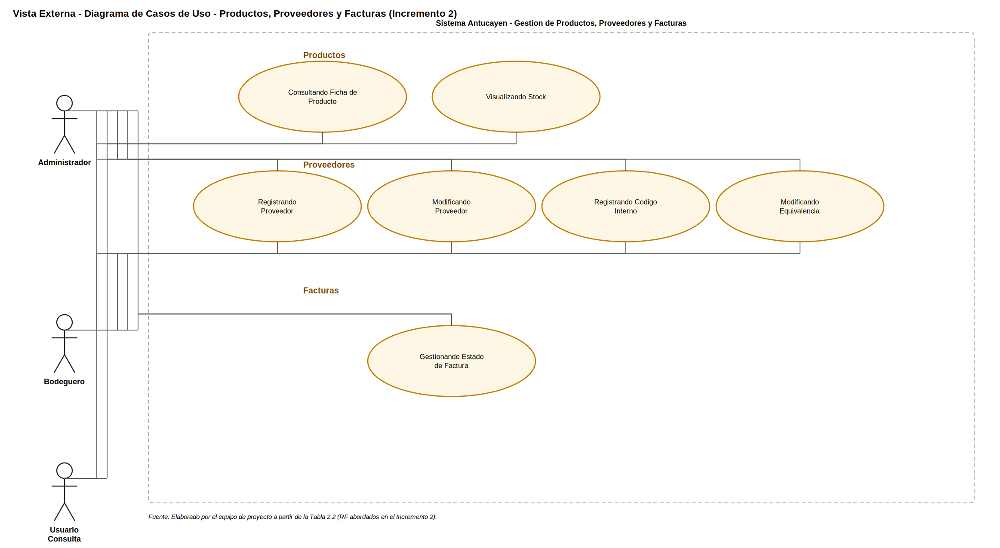 Vista Externa - Diagrama de Casos de Uso - Productos, Proveedores y Facturas (Incremento 2)
Sistema Antucayen - Gestion de Productos, Proveedores y Facturas
Productos
Consultando Ficha de
Producto
Visualizando Stock
Administrador
Proveedores
Registrando
Proveedor
Modificando
Proveedor
Registrando Codigo
Interno
Modificando
Equivalencia
Facturas
Gestionando Estado
de Factura
Bodeguero
Usuario
Consulta
Fuente: Elaborado por el equipo de proyecto a partir de la Tabla 2.2 (RF abordados en el Incremento 2).